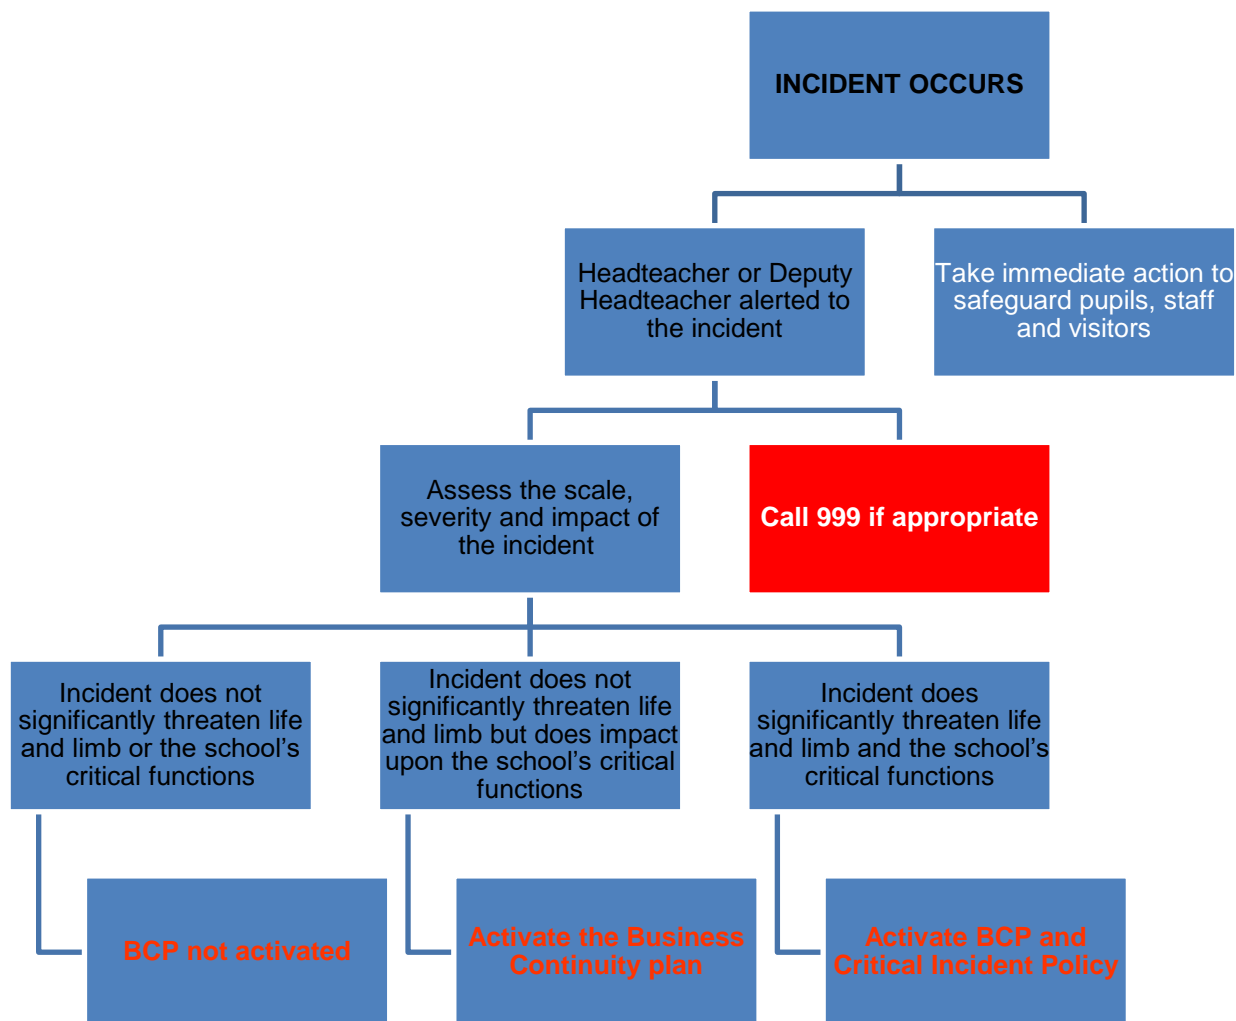 INCIDENT OCCURS
Headteacher or Deputy
Headteacher alerted to
the incident
Take immediate action to
safeguard pupils, staff
and visitors
Assess the scale,
severity and impact of
the incident
Call 999 if appropriate
Incident does not
significantly threaten life
and limb or the school’s
critical functions
Incident does not
significantly threaten life
and limb but does impact
upon the school’s critical
functions
Incident does
significantly threaten life
and limb and the school’s
critical functions
BCP not activated
Activate the Business
Continuity plan
Activate BCP and
Critical Incident Policy